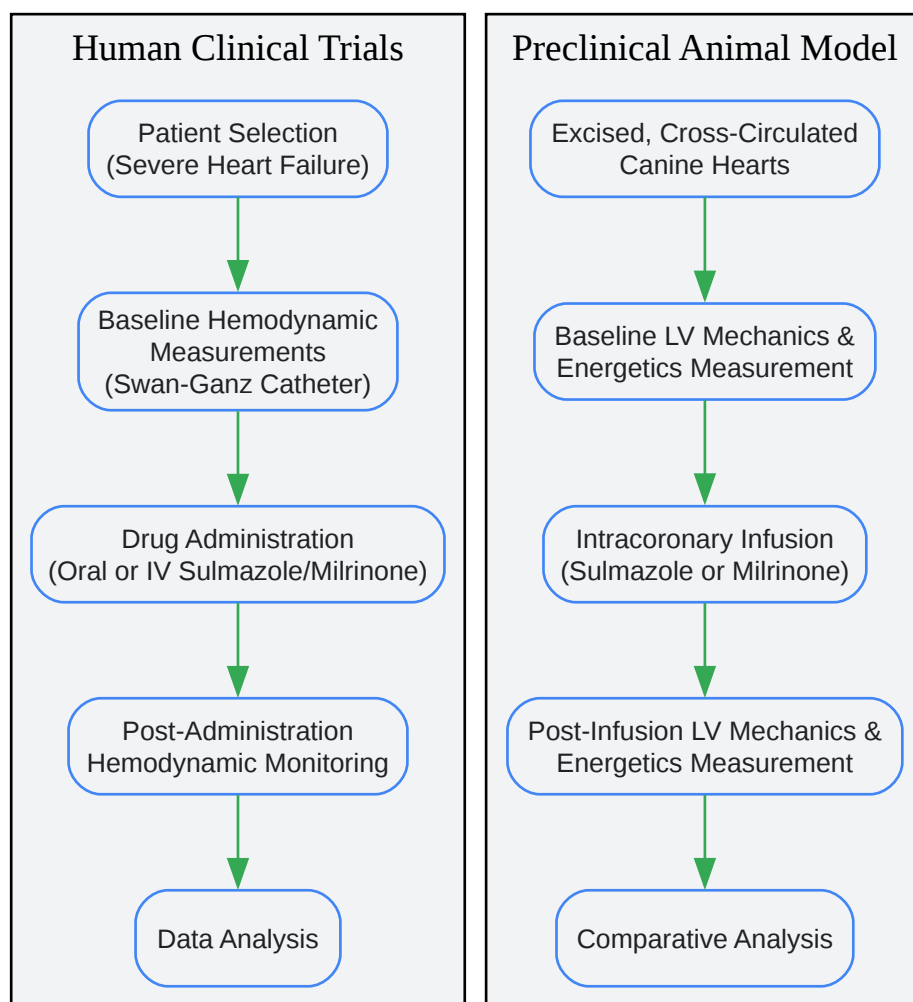 Human Clinical Trials
Patient Selection
(Severe Heart Failure)
Baseline Hemodynamic
Measurements
(Swan-Ganz Catheter)
Drug Administration
(Oral or IV Sulmazole/Milrinone)
Post-Administration
Hemodynamic Monitoring
Data Analysis
Preclinical Animal Model
Excised, Cross-Circulated
Canine Hearts
Baseline LV Mechanics &
Energetics Measurement
Intracoronary Infusion
(Sulmazole or Milrinone)
Post-Infusion LV Mechanics &
Energetics Measurement
Comparative Analysis